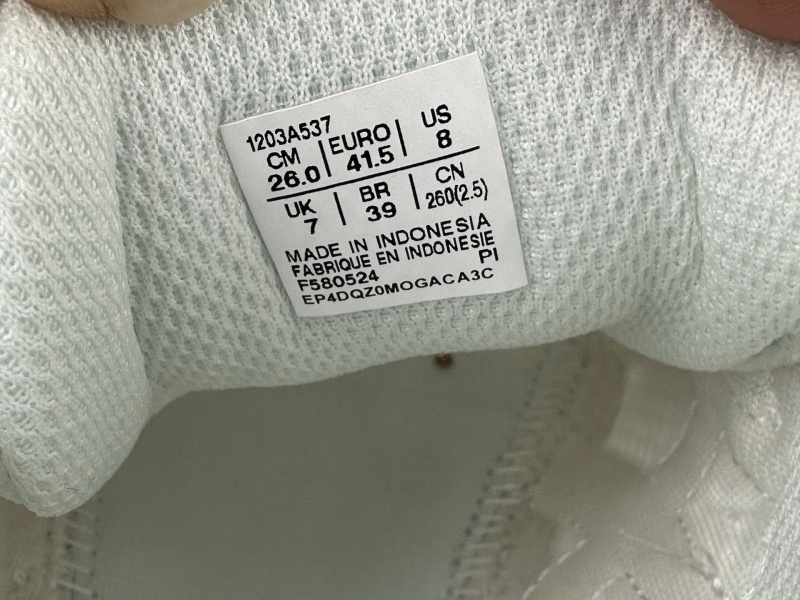 1203A537
CM | EURO | US
26.0 | 41.5 | 8
UK | BR | CN
7 | 39 | 260(2.5)
MADE IN INDONESIA
FABRIQUE EN INDONESIE
F580524 PI
EP4DQZ0MOGACA3C